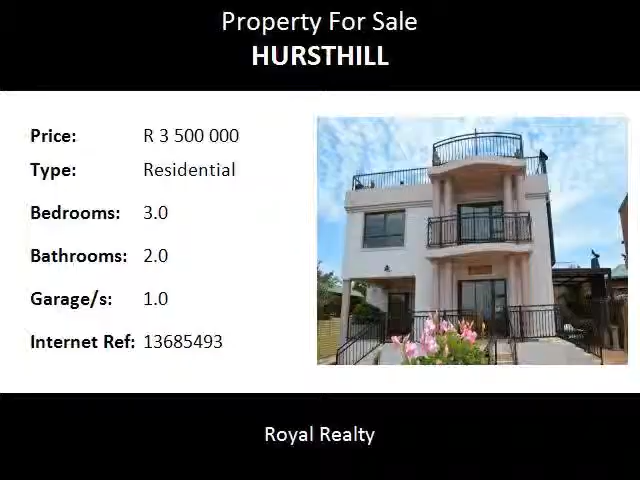 Property For Sale
HURSTHILL
Price: R 3 500 000
Type: Residential
Bedrooms: 3.0
Bathrooms: 2.0
Garage/s: 1.0
Internet Ref: 13685493
Royal Realty